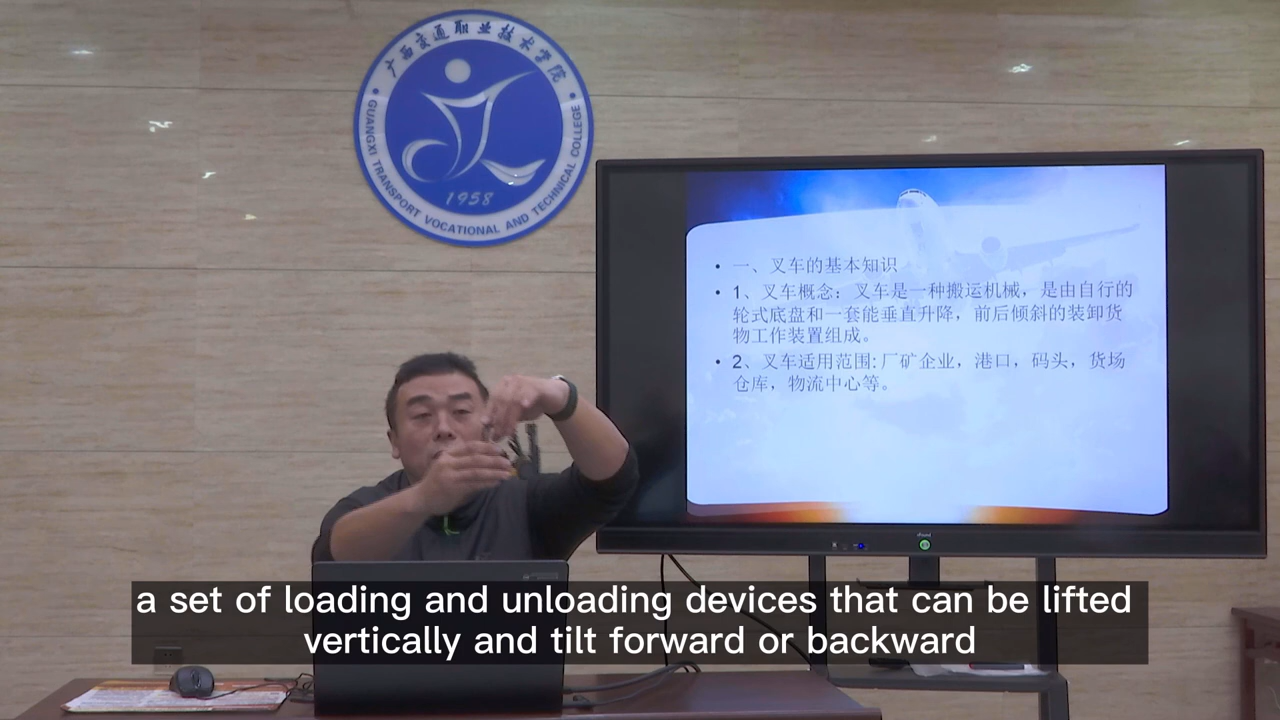 广西交通职业技术学院
GUANGXI TRANSPORT VOCATIONAL AND TECHNICAL COLLEGE
1958
• 一、叉车的基本知识
• 1、叉车概念：叉车是一种搬运机械，是由自行的
轮式底盘和一套能垂直升降，前后倾斜的装卸货
物工作装置组成。
• 2、叉车适用范围: 厂矿企业，港口，码头，货场
仓库，物流中心等。
a set of loading and unloading devices that can be lifted
vertically and tilt forward or backward